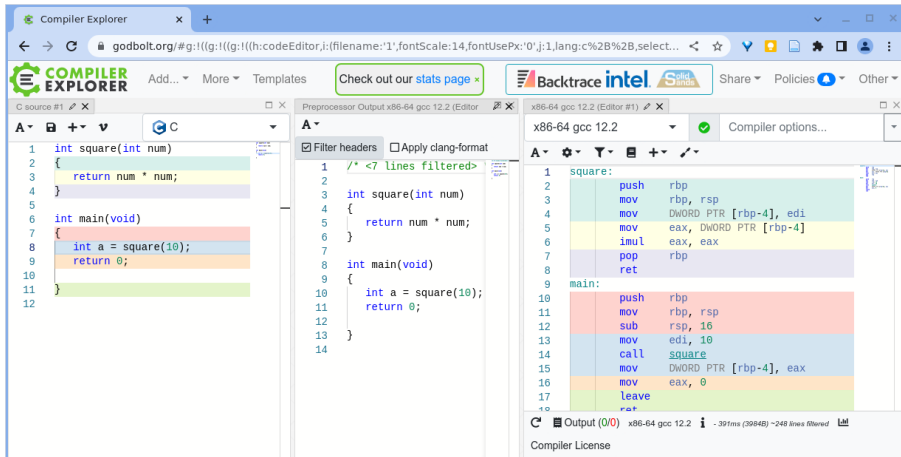 Compiler Explorer
godbolt.org/#g:!((g:!((g:!((h:codeEditor,i:(filename:'1',fontScale:14,fontUsePx:'0',j:1,lang:c%2B%2B,select...
COMPILER EXPLORER
Add... More Templates
Check out our stats page ×
Backtrace intel. Solid Sands
Share Policies Other
C source #1
A C
1 int square(int num)
2 {
3 return num * num;
4 }
5
6 int main(void)
7 {
8 int a = square(10);
9 return 0;
10
11 }
12
Preprocessor Output x86-64 gcc 12.2 (Editor
A
Filter headers Apply clang-format
1 /* <7 lines filtered>
2
3 int square(int num)
4 {
5 return num * num;
6 }
7
8 int main(void)
9 {
10 int a = square(10);
11 return 0;
12
13 }
14
x86-64 gcc 12.2 (Editor #1)
x86-64 gcc 12.2 Compiler options...
A
1 square:
2 push rbp
3 mov rbp, rsp
4 mov DWORD PTR [rbp-4], edi
5 mov eax, DWORD PTR [rbp-4]
6 imul eax, eax
7 pop rbp
8 ret
9 main:
10 push rbp
11 mov rbp, rsp
12 sub rsp, 16
13 mov edi, 10
14 call square
15 mov DWORD PTR [rbp-4], eax
16 mov eax, 0
17 leave
18 ret
Output (0/0) x86-64 gcc 12.2 i - 391ms (3984B) ~248 lines filtered
Compiler License